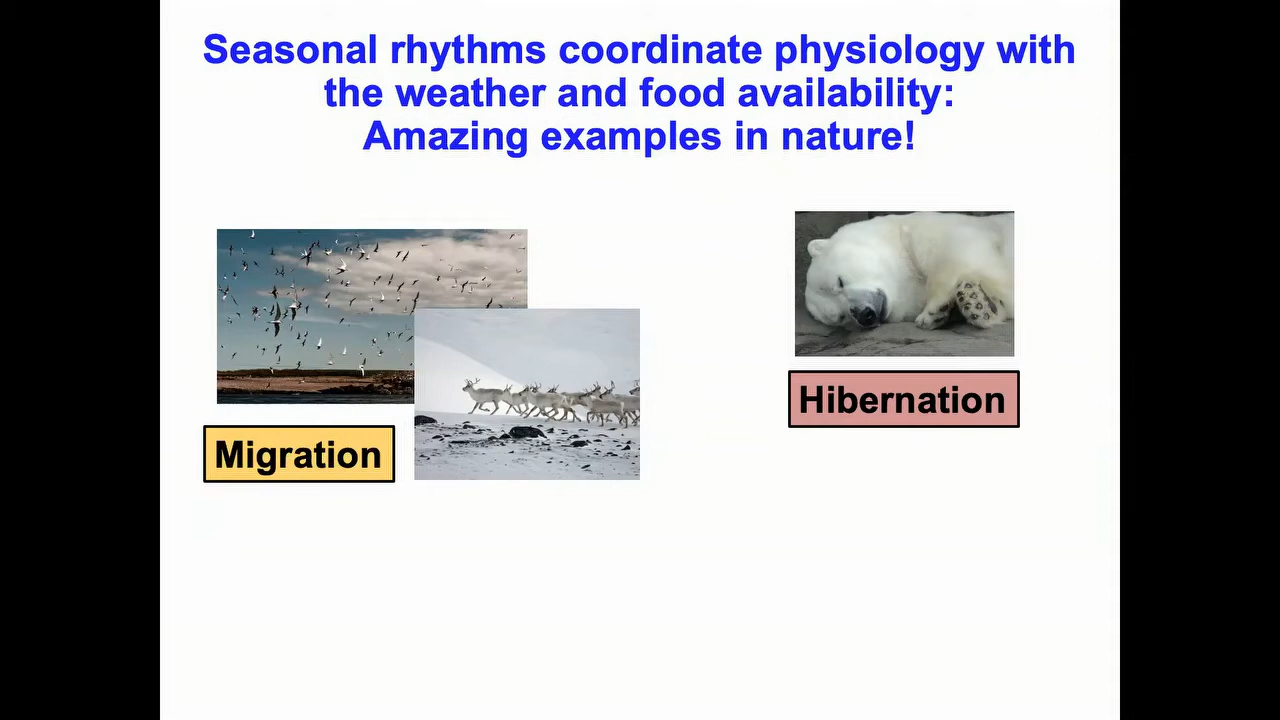 Seasonal rhythms coordinate physiology with
the weather and food availability:
Amazing examples in nature!
Hibernation
Migration